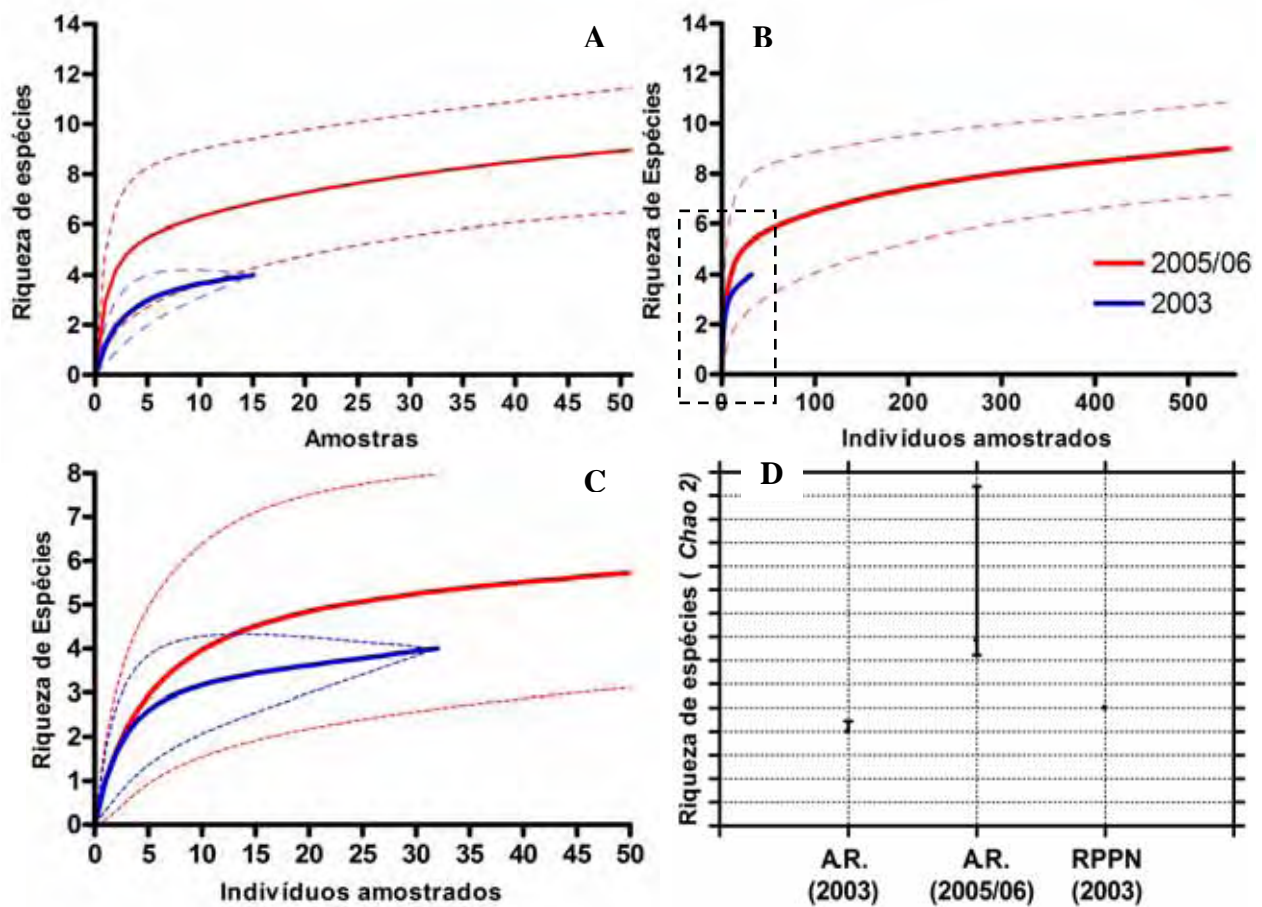 A
14
12
10
8
6
4
2
0
Riqueza de espécies
0 5 10 15 20 25 30 35 40 45 50
Amostras
B
14
12
10
8
6
4
2
0
Riqueza de Espécies
2005/06
2003
0 100 200 300 400 500
Indivíduos amostrados
C
8
7
6
5
4
3
2
1
0
Riqueza de Espécies
0 5 10 15 20 25 30 35 40 45 50
Indivíduos amostrados
D
Riqueza de espécies ( Chao 2)
A.R.
(2003)
A.R.
(2005/06)
RPPN
(2003)